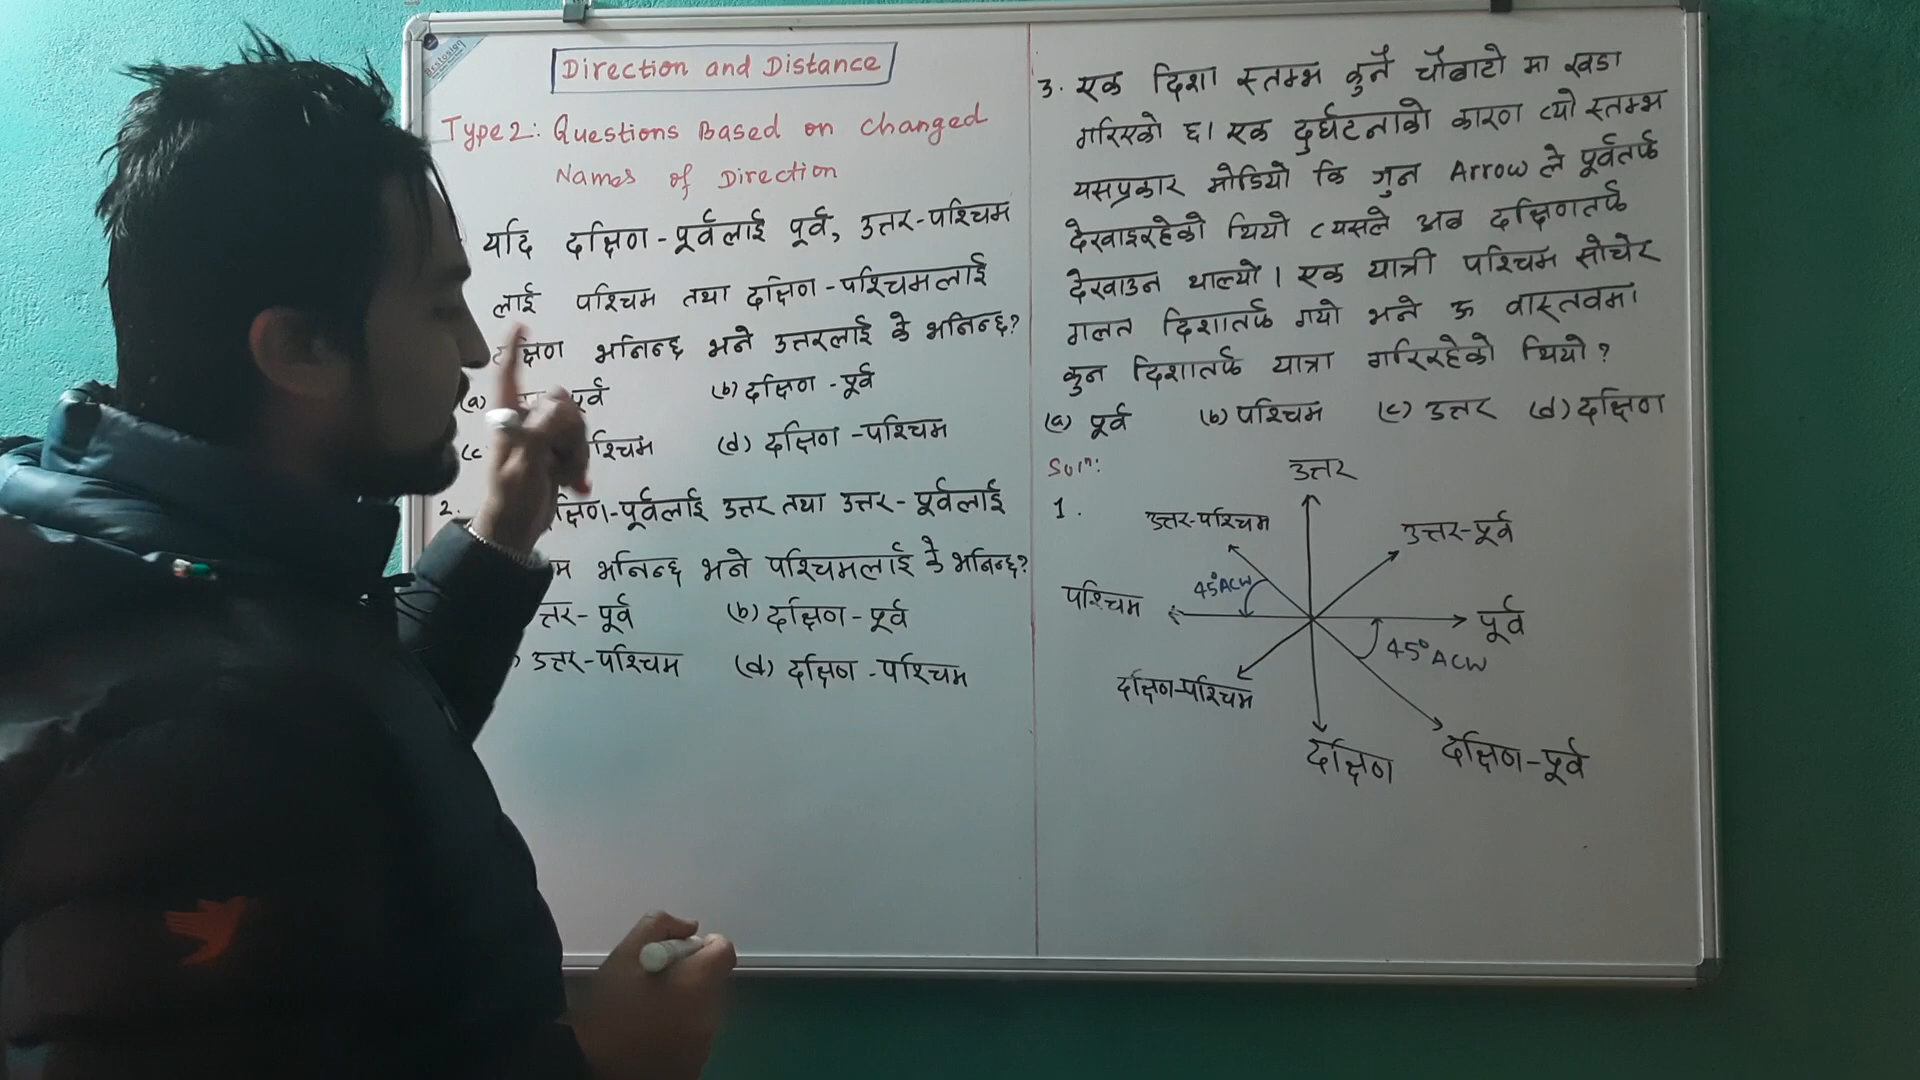 Direction and Distance
Type2: Questions Based on changed
Names of Direction
यदि दक्षिण-पूर्वलाई पूर्व, उत्तर-पश्चिम
लाई पश्चिम तथा दक्षिण-पश्चिमलाई
दक्षिण भनिन्छ भने उत्तरलाई के भनिन्छ?
(a) पूर्व (b) दक्षिण-पूर्व
(c श्चिम (d) दक्षिण-पश्चिम
2. क्षिण-पूर्वलाई उत्तर तथा उत्तर-पूर्वलाई
म भनिन्छ भने पश्चिमलाई के भनिन्छ?
त्तर-पूर्व (b) दक्षिण-पूर्व
) उत्तर-पश्चिम (d) दक्षिण-पश्चिम
3. एक दिशा स्तम्भ कुनै चौबाटो मा खडा
गरिएको छ। एक दुर्घटनाको कारण त्यो स्तम्भ
यसप्रकार मोडियो कि जुन Arrow ले पूर्वतर्फ
देखाइरहेको थियो त्यसले अब दक्षिणतर्फ
देखाउन थाल्यो। एक यात्री पश्चिम सोचेर
गलत दिशातर्फ गयो भने ऊ वास्तवमा
कुन दिशातर्फ यात्रा गरिरहेको थियो?
(a) पूर्व (b) पश्चिम (c) उत्तर (d) दक्षिण
Soln:
1.
उत्तर
उत्तर-पश्चिम
उत्तर-पूर्व
45° ACW
पश्चिम
पूर्व
45° ACW
दक्षिण-पश्चिम
दक्षिण
दक्षिण-पूर्व